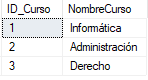 ID_Curso NombreCurso
1 Informática
2 Administración
3 Derecho